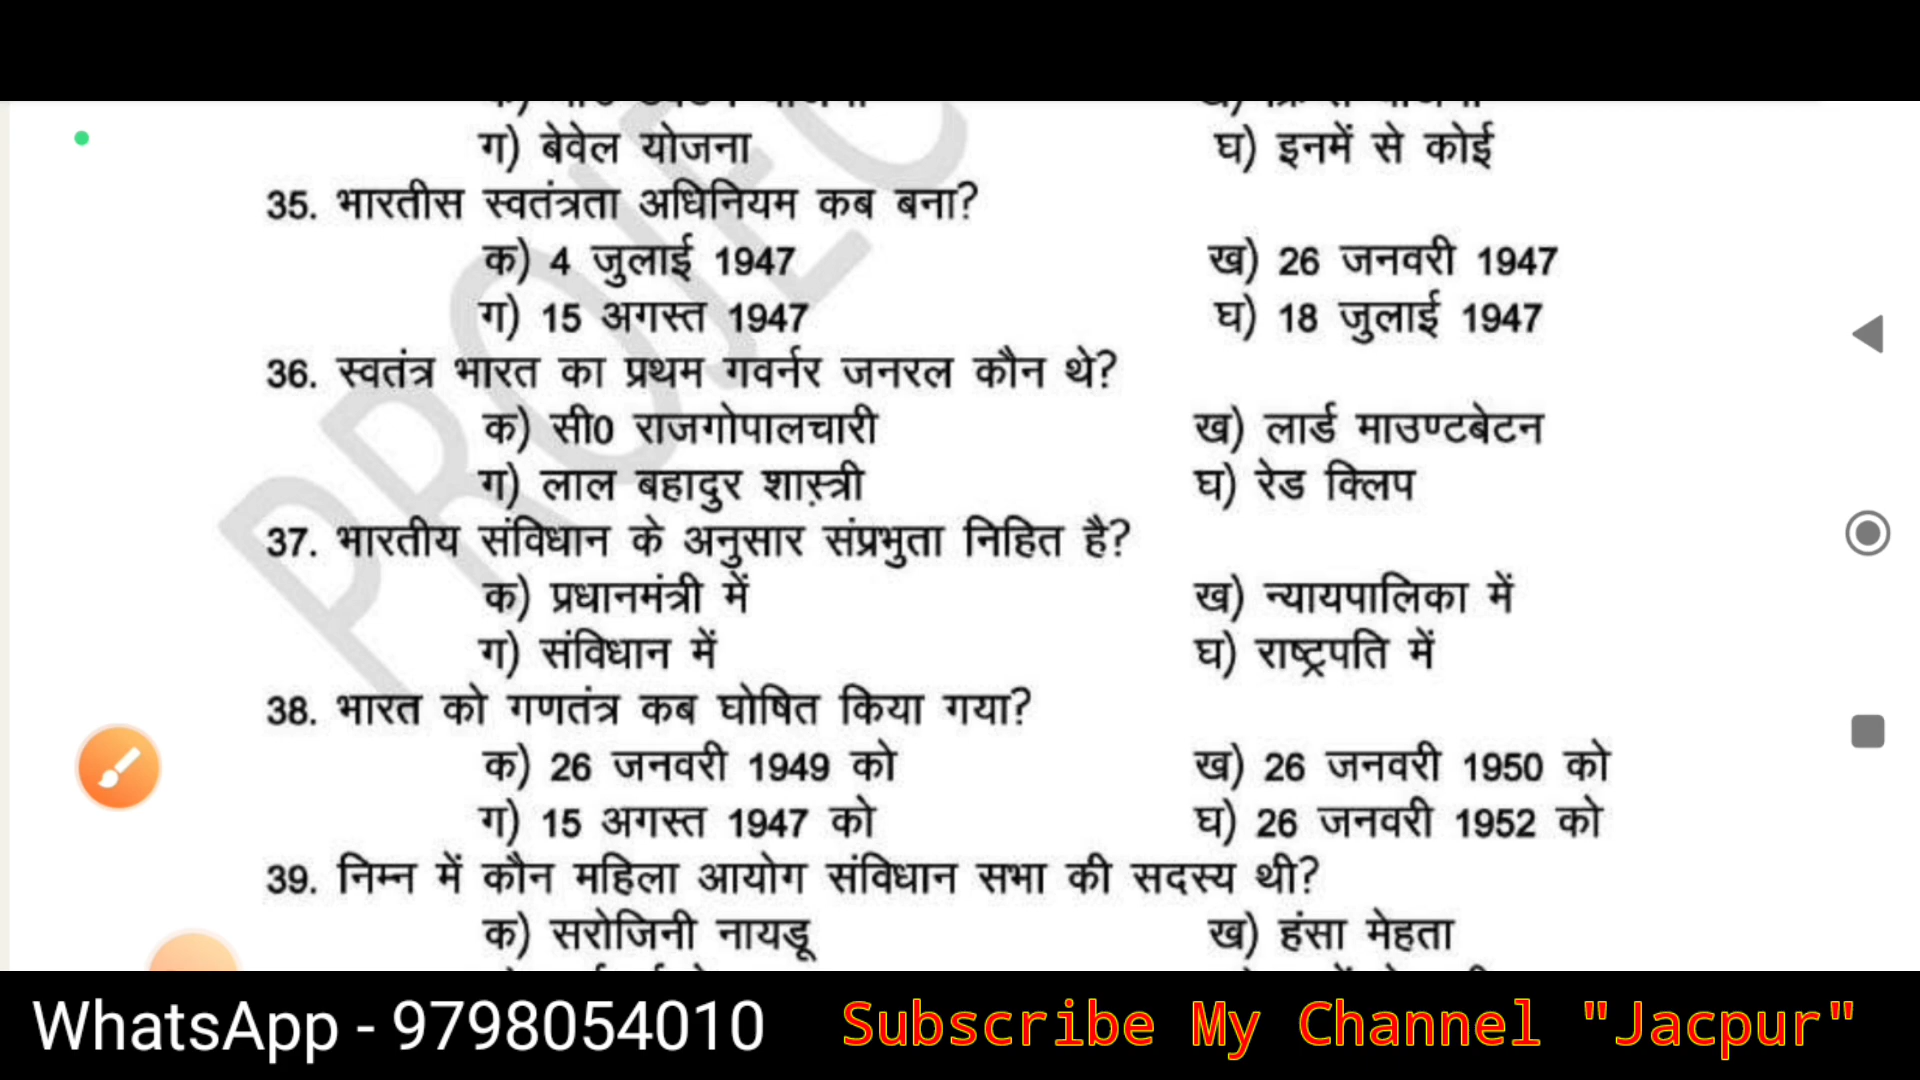 ग) बेवेल योजना घ) इनमें से कोई
35. भारतीस स्वतंत्रता अधिनियम कब बना?
क) 4 जुलाई 1947 ख) 26 जनवरी 1947
ग) 15 अगस्त 1947 घ) 18 जुलाई 1947
36. स्वतंत्र भारत का प्रथम गवर्नर जनरल कौन थे?
क) सी0 राजगोपालचारी ख) लार्ड माउण्टबेटन
ग) लाल बहादुर शास़्त्री घ) रेड क्लिप
37. भारतीय संविधान के अनुसार संप्रभुता निहित है?
क) प्रधानमंत्री में ख) न्यायपालिका में
ग) संविधान में घ) राष्ट्रपति में
38. भारत को गणतंत्र कब घोषित किया गया?
क) 26 जनवरी 1949 को ख) 26 जनवरी 1950 को
ग) 15 अगस्त 1947 को घ) 26 जनवरी 1952 को
39. निम्न में कौन महिला आयोग संविधान सभा की सदस्य थी?
क) सरोजिनी नायडू ख) हंसा मेहता
WhatsApp - 9798054010 Subscribe My Channel "Jacpur"